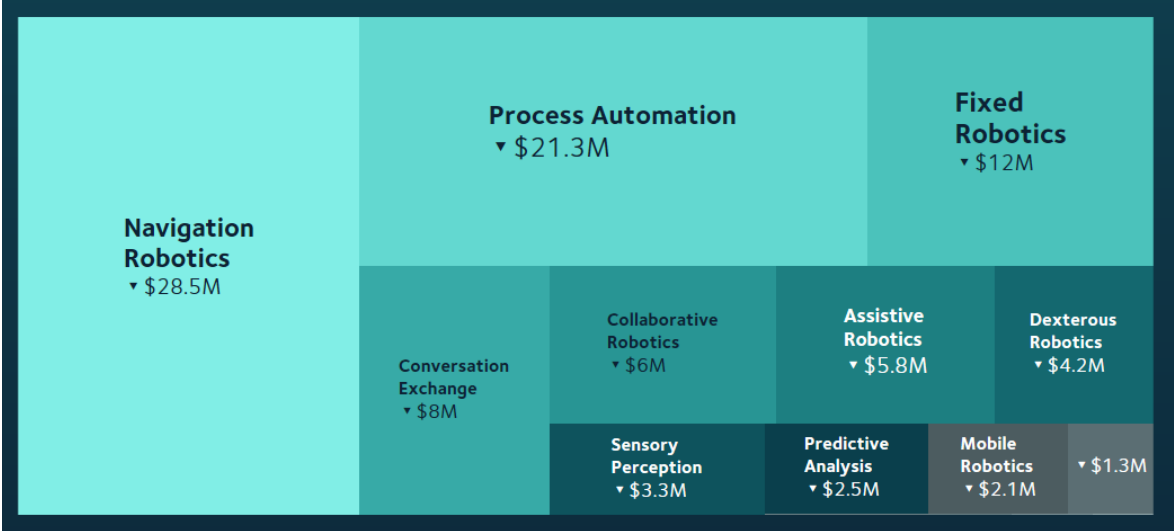 Navigation
Robotics
▼ $28.5M
Process Automation
▼ $21.3M
Fixed
Robotics
▼ $12M
Conversation
Exchange
▼ $8M
Collaborative
Robotics
▼ $6M
Assistive
Robotics
▼ $5.8M
Dexterous
Robotics
▼ $4.2M
Sensory
Perception
▼ $3.3M
Predictive
Analysis
▼ $2.5M
Mobile
Robotics
▼ $2.1M
▼ $1.3M